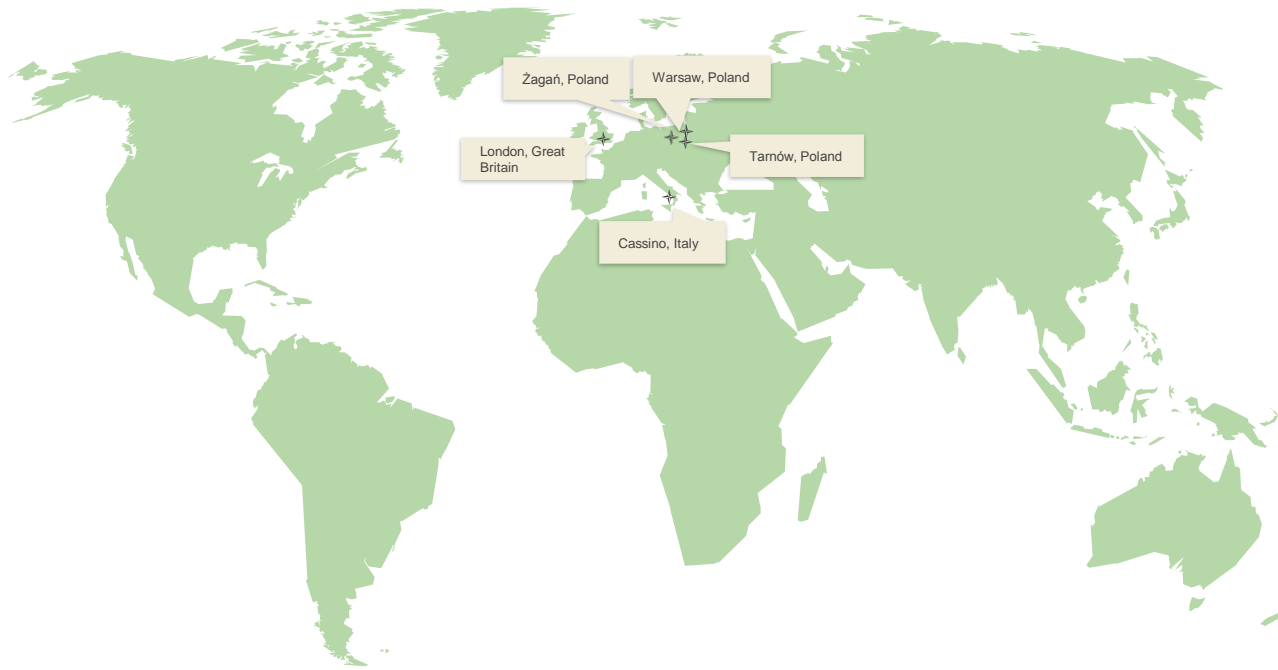 Żagań, Poland
Warsaw, Poland
London, Great
Britain
Tarnów, Poland
Cassino, Italy